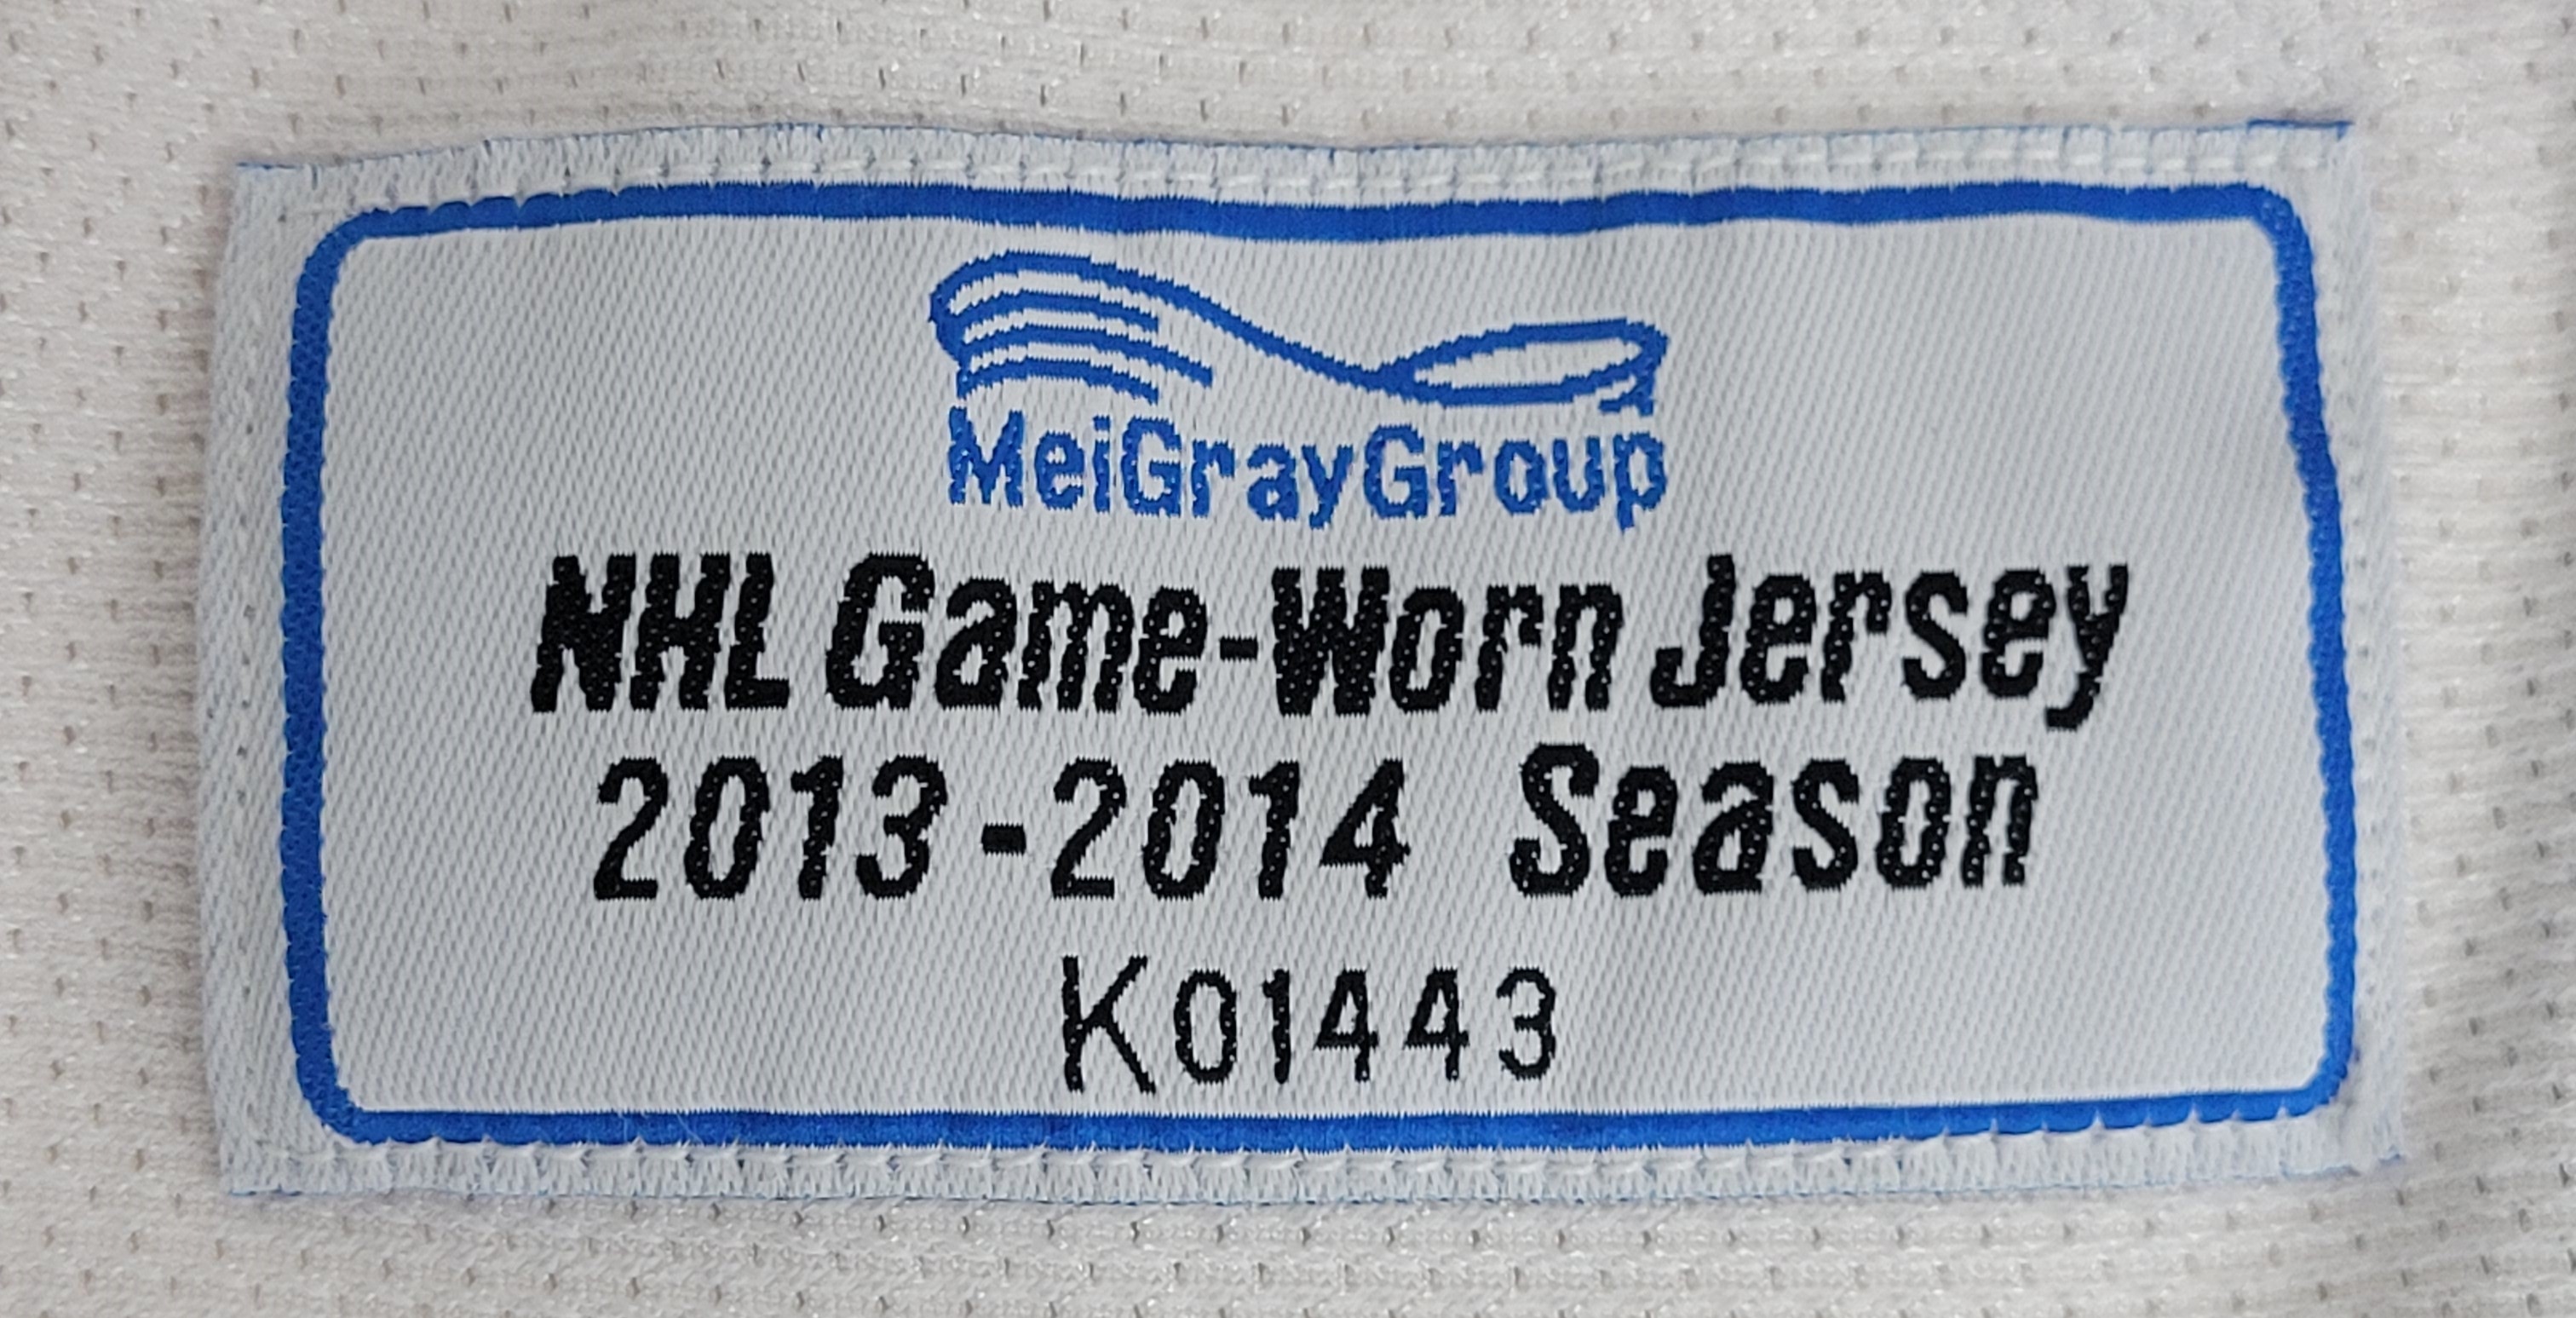 MeiGrayGroup
NHL Game-Worn Jersey
2013-2014 Season
K01443